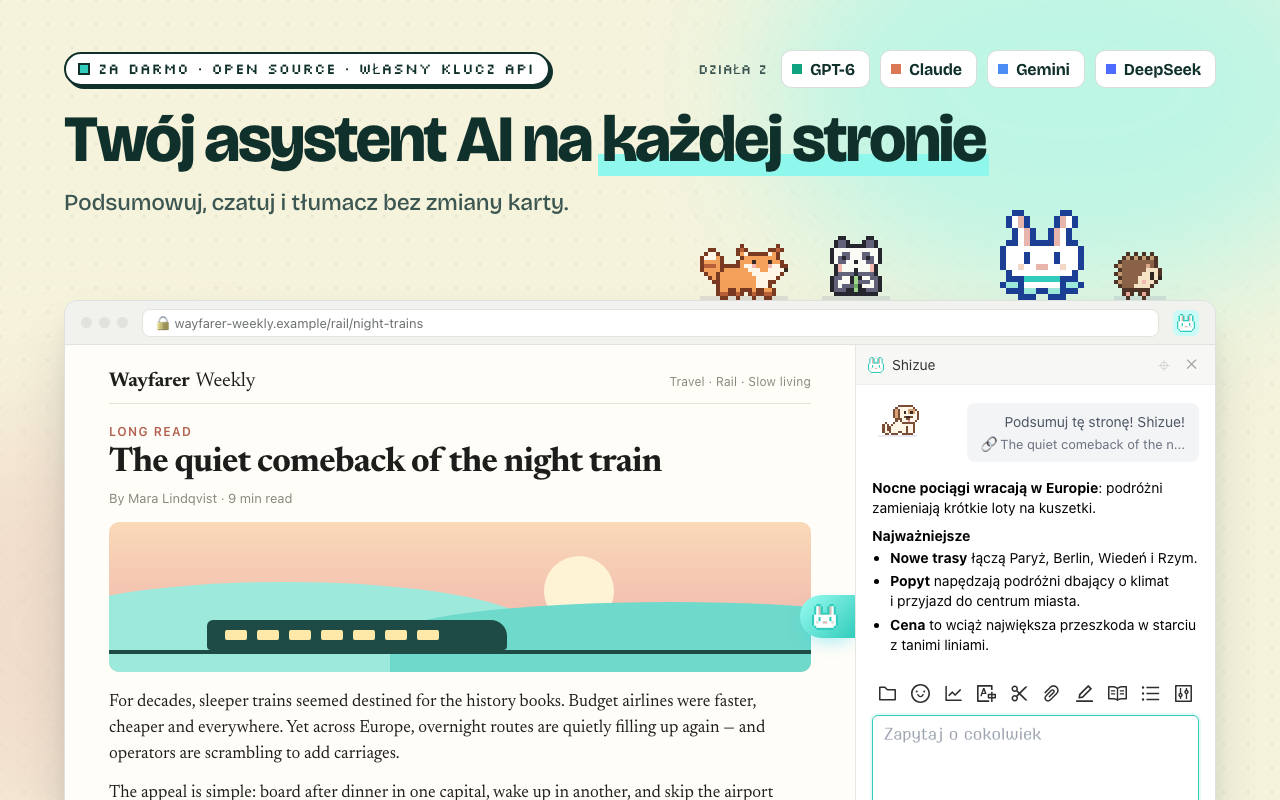 ZA DARMO · OPEN SOURCE · WŁASNY KLUCZ API
DZIAŁA Z
GPT-6
Claude
Gemini
DeepSeek
Twój asystent AI na każdej stronie
Podsumowuj, czatuj i tłumacz bez zmiany karty.
wayfarer-weekly.example/rail/night-trains
Wayfarer Weekly
Travel · Rail · Slow living
LONG READ
The quiet comeback of the night train
By Mara Lindqvist · 9 min read
For decades, sleeper trains seemed destined for the history books. Budget airlines were faster,
cheaper and everywhere. Yet across Europe, overnight routes are quietly filling up again — and
operators are scrambling to add carriages.
The appeal is simple: board after dinner in one capital, wake up in another, and skip the airport
Shizue
Podsumuj tę stronę! Shizue!
The quiet comeback of the n...
Nocne pociągi wracają w Europie: podróżni
zamieniają krótkie loty na kuszetki.
Najważniejsze
• Nowe trasy łączą Paryż, Berlin, Wiedeń i Rzym.
• Popyt napędzają podróżni dbający o klimat
i przyjazd do centrum miasta.
• Cena to wciąż największa przeszkoda w starciu
z tanimi liniami.
Zapytaj o cokolwiek